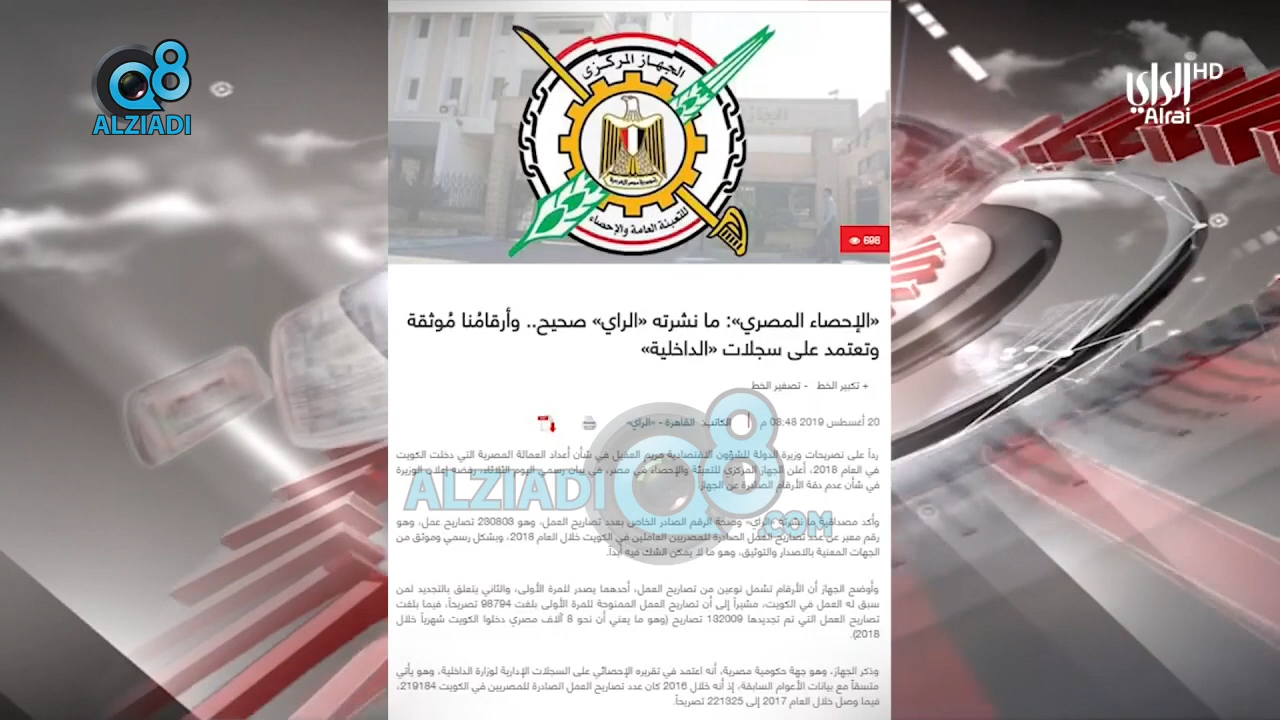 Q8
ALZIADI
الراي HD
Alrai
الجهاز المركزى
للتعبئة العامة والإحصاء
698
«الإحصاء المصري»: ما نشرته «الراي» صحيح.. وأرقامُنا مُوثقة
وتعتمد على سجلات «الداخلية»
+ تكبير الخط - تصغير الخط
20 أغسطس 2019 03:48 م | الكاتب: القاهرة - «الراي»
رداً على تصريحات وزيرة الدولة للشؤون الاقتصادية مريم العقيل في شأن أعداد العمالة المصرية التي دخلت الكويت
في العام 2018، أعلن الجهاز المركزي للتعبئة والإحصاء في مصر، في بيان رسمي اليوم الثلاثاء، رفضه إعلان الوزيرة
في شأن عدم دقة الأرقام الصادرة عن الجهاز.
وأكد مصداقية ما نشرته «الراي» وصحة الرقم الصادر الخاص بعدد تصاريح العمل، وهو 230803 تصاريح عمل، وهو
رقم معبر عن عدد تصاريح العمل الصادرة للمصريين العاملين في الكويت خلال العام 2018، وبشكل رسمي وموثق من
الجهات المعنية بالاصدار والتوثيق، وهو ما لا يمكن الشك فيه أبداً.
وأوضح الجهاز أن الأرقام تشمل نوعين من تصاريح العمل، أحدهما يصدر للمرة الأولى، والثاني يتعلق بالتجديد لمن
سبق له العمل في الكويت، مشيراً إلى أن تصاريح العمل الممنوحة للمرة الأولى بلغت 98794 تصريحاً، فيما بلغت
تصاريح العمل التي تم تجديدها 132009 تصاريح (وهو ما يعني أن نحو 8 آلاف مصري دخلوا الكويت شهرياً خلال
2018).
وذكر الجهاز، وهو جهة حكومية مصرية، أنه اعتمد في تقريره الإحصائي على السجلات الإدارية لوزارة الداخلية، وهو يأتي
متسقاً مع بيانات الأعوام السابقة، إذ أنه خلال 2016 كان عدد تصاريح العمل الصادرة للمصريين في الكويت 219184،
فيما وصل خلال العام 2017 إلى 221325 تصريحاً.
ALZIADI Q8 .COM